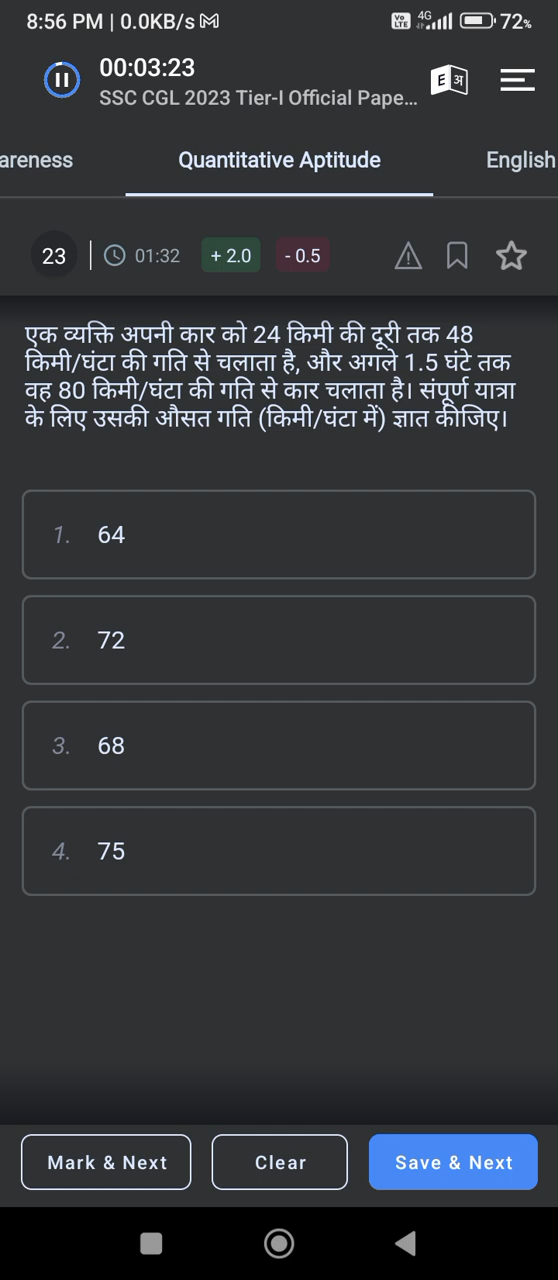 8:56 PM | 0.0KB/s
Vo LTE 4G 72%
00:03:23
SSC CGL 2023 Tier-I Official Pape...
E अ
areness Quantitative Aptitude English
23 | 01:32 + 2.0 - 0.5
एक व्यक्ति अपनी कार को 24 किमी की दूरी तक 48
किमी/घंटा की गति से चलाता है, और अगले 1.5 घंटे तक
वह 80 किमी/घंटा की गति से कार चलाता है। संपूर्ण यात्रा
के लिए उसकी औसत गति (किमी/घंटा में) ज्ञात कीजिए।
1. 64
2. 72
3. 68
4. 75
Mark & Next Clear Save & Next